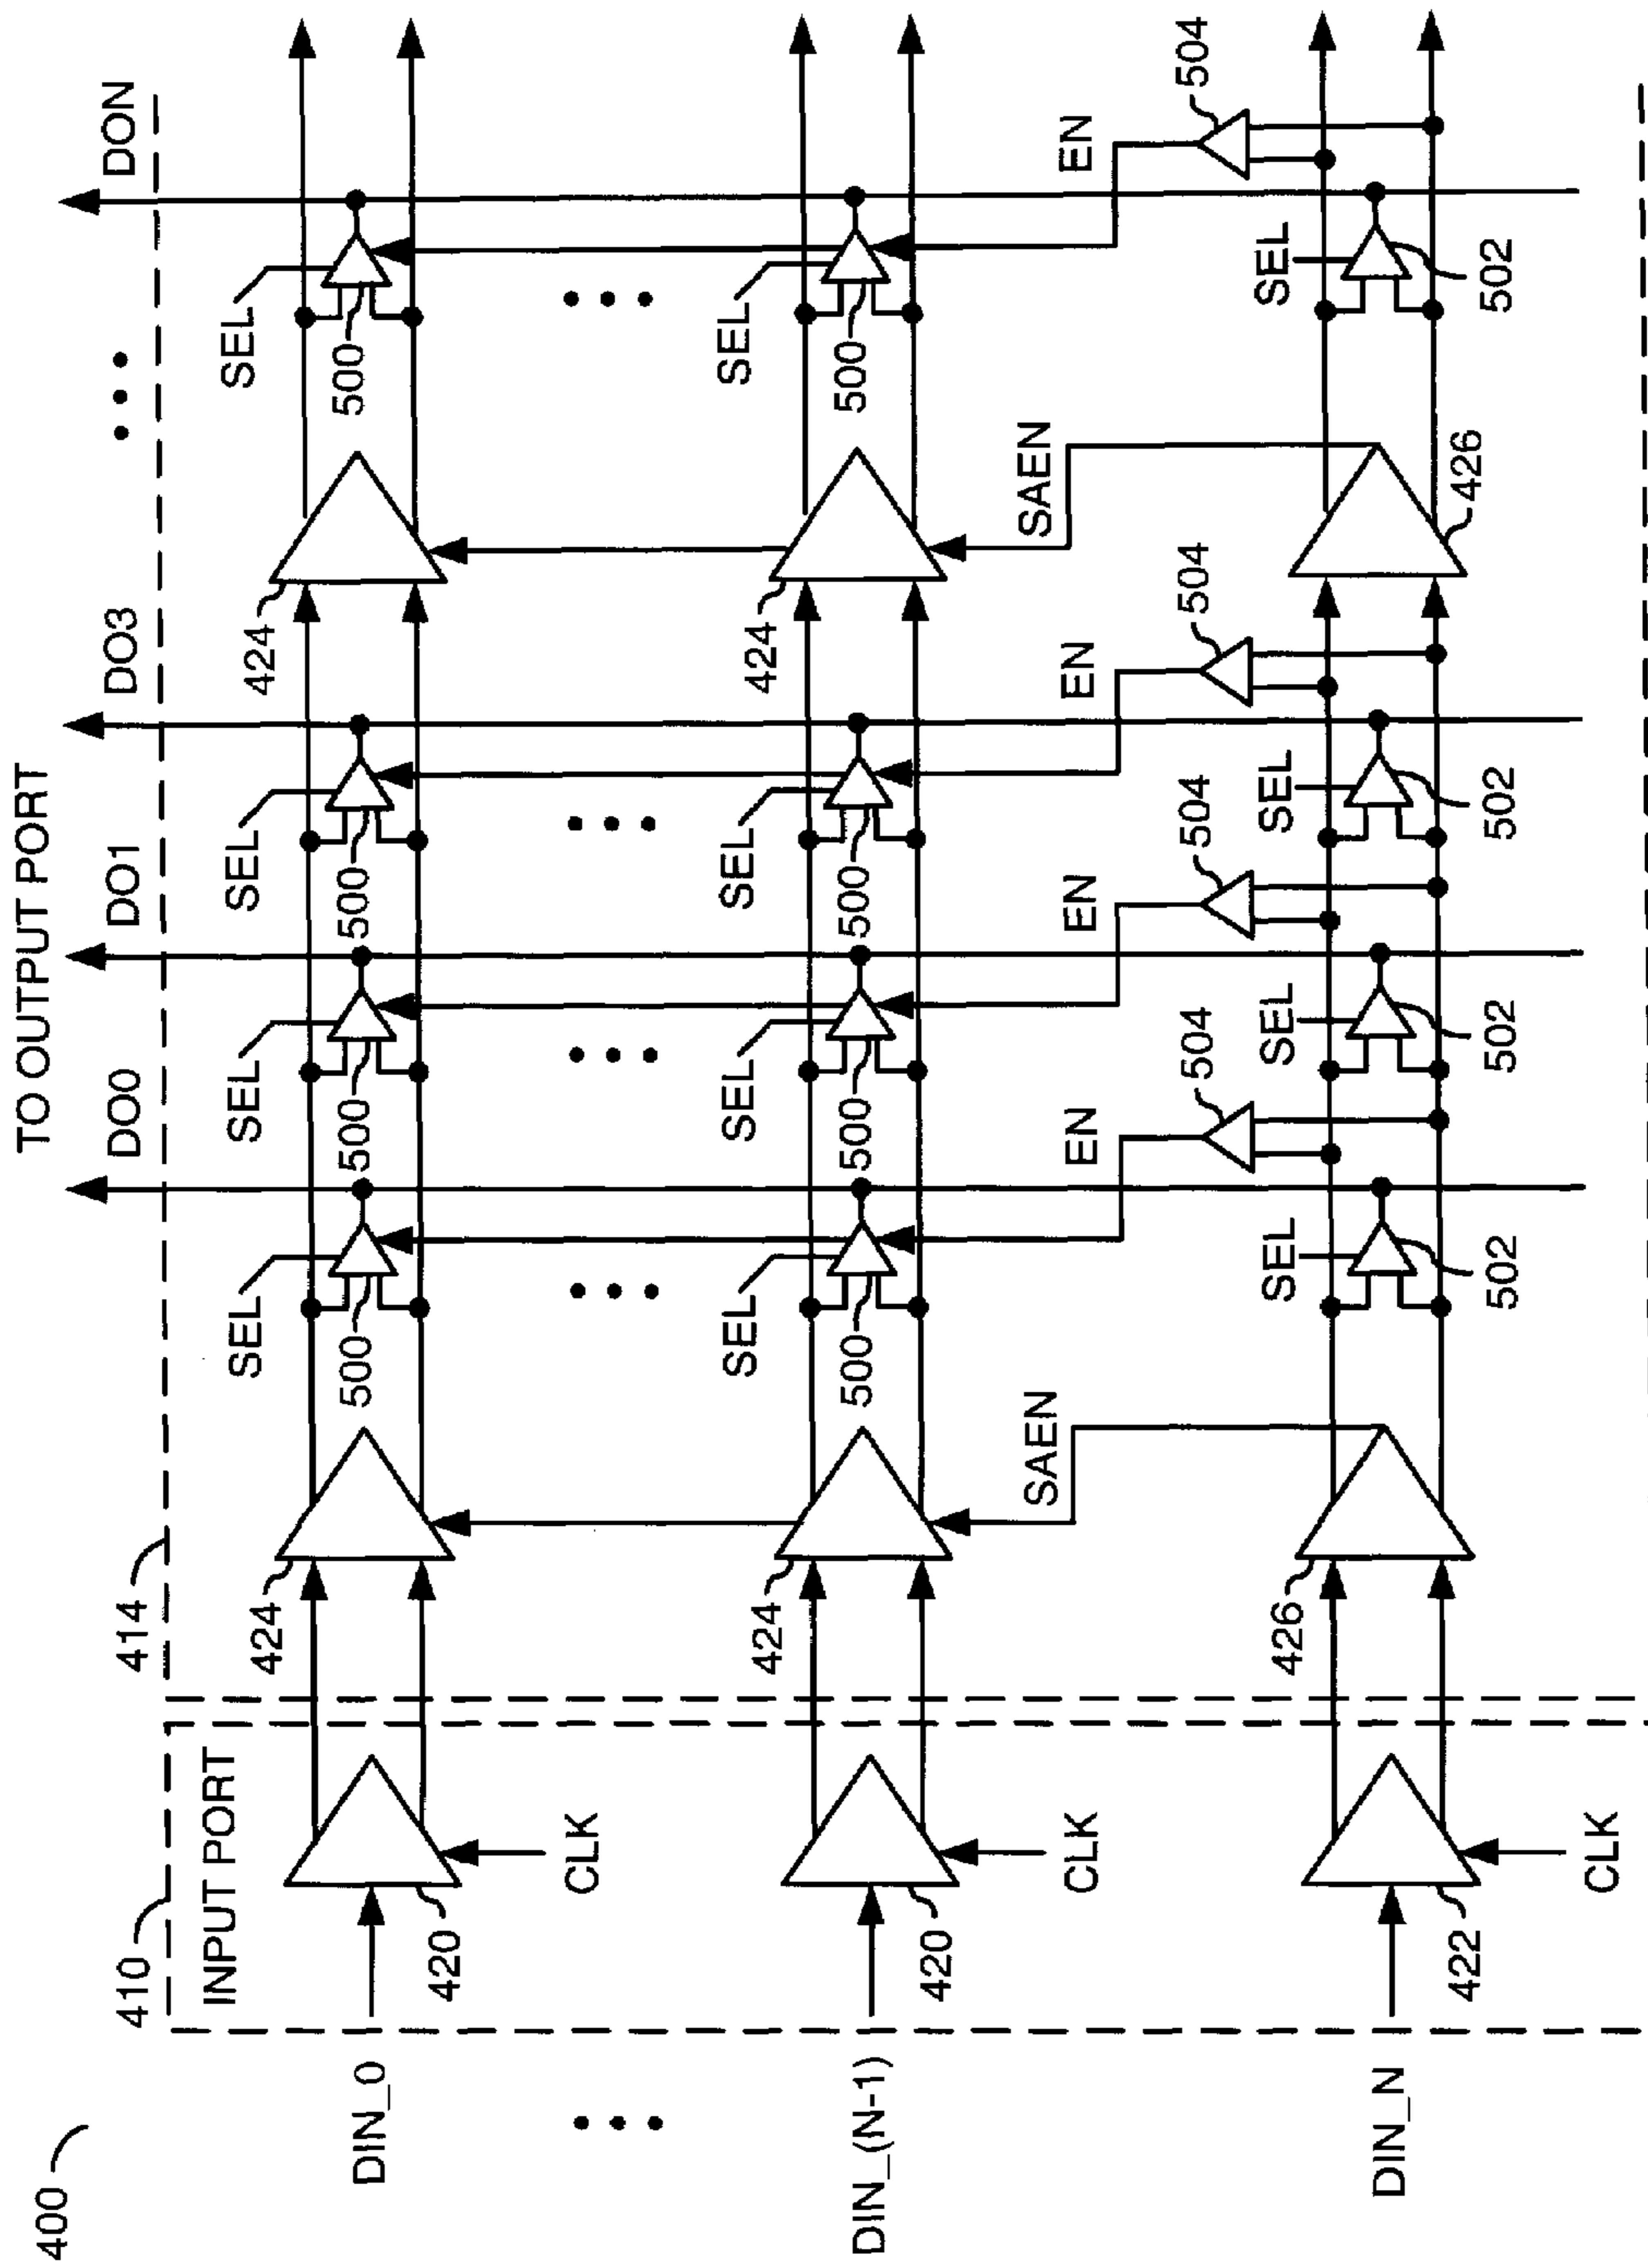 400
TO OUTPUT PORT
410
414
DO0 DO1 DO3 • • • DON
INPUT PORT
SEL SEL SEL SEL
424 424
DIN_0
500 500 500 500
420
CLK
• • • • • • • • • • • • • • •
SEL SEL SEL SEL
424 424
DIN_(N-1)
500 500 500 500
420
CLK
SAEN EN EN EN SAEN EN
504 504 504 504
426
SEL SEL SEL SEL
DIN_N
422
502 502 502 426 502
CLK